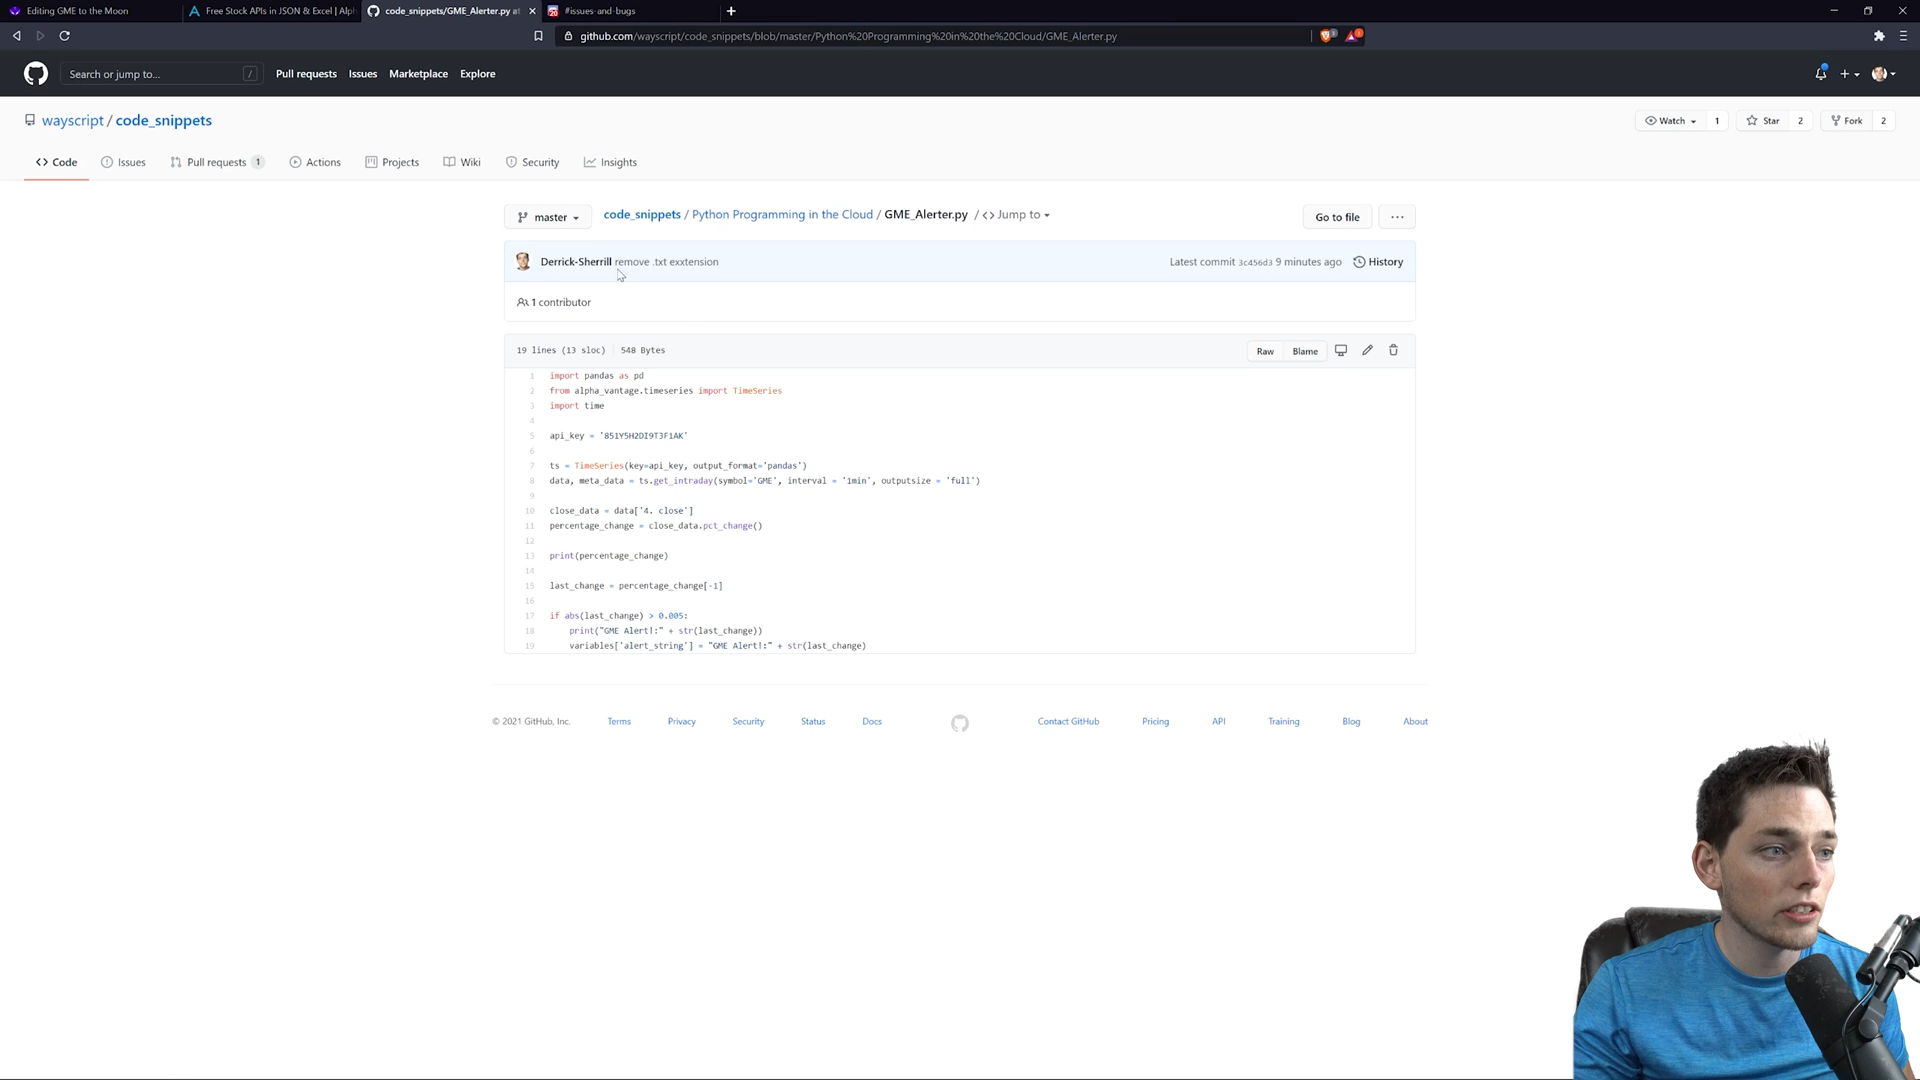 Editing GME to the Moon
Free Stock APIs in JSON & Excel | Alph
code_snippets/GME_Alerter.py at
#issues-and-bugs
github.com/wayscript/code_snippets/blob/master/Python%20Programming%20in%20the%20Cloud/GME_Alerter.py
Search or jump to...
/
Pull requests
Issues
Marketplace
Explore
wayscript / code_snippets
Watch 1
Star 2
Fork 2
Code
Issues
Pull requests 1
Actions
Projects
Wiki
Security
Insights
master
code_snippets / Python Programming in the Cloud / GME_Alerter.py / <> Jump to
Go to file
...
Derrick-Sherrill remove .txt exxtension
Latest commit 3c456d3 9 minutes ago
History
1 contributor
19 lines (13 sloc) 548 Bytes
Raw
Blame
1 import pandas as pd
2 from alpha_vantage.timeseries import TimeSeries
3 import time
4
5 api_key = '851Y5H2DI9T3F1AK'
6
7 ts = TimeSeries(key=api_key, output_format='pandas')
8 data, meta_data = ts.get_intraday(symbol='GME', interval = '1min', outputsize = 'full')
9
10 close_data = data['4. close']
11 percentage_change = close_data.pct_change()
12
13 print(percentage_change)
14
15 last_change = percentage_change[-1]
16
17 if abs(last_change) > 0.005:
18 print("GME Alert!:" + str(last_change))
19 variables['alert_string'] = "GME Alert!:" + str(last_change)
© 2021 GitHub, Inc.
Terms
Privacy
Security
Status
Docs
Contact GitHub
Pricing
API
Training
Blog
About